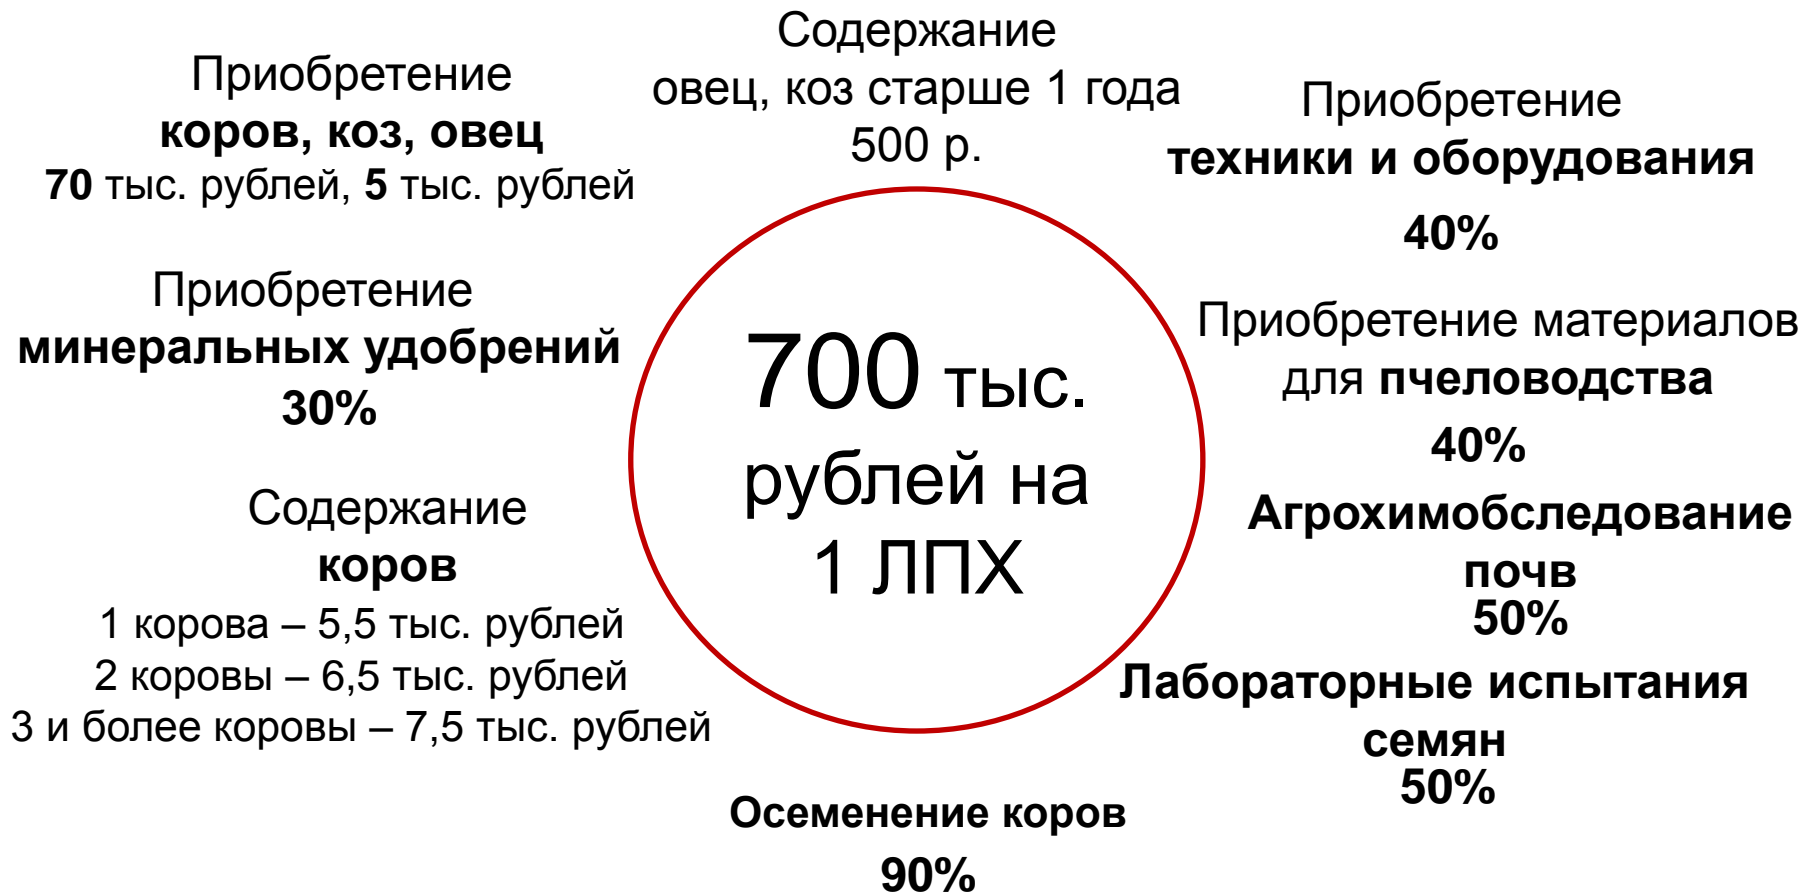 Содержание
овец, коз старше 1 года
500 р.
Приобретение
коров, коз, овец
70 тыс. рублей, 5 тыс. рублей
Приобретение
техники и оборудования
40%
Приобретение
минеральных удобрений
30%
700 тыс.
рублей на
1 ЛПХ
Приобретение материалов
для пчеловодства
40%
Содержание
коров
1 корова – 5,5 тыс. рублей
2 коровы – 6,5 тыс. рублей
3 и более коровы – 7,5 тыс. рублей
Агрохимобследование
почв
50%
Лабораторные испытания
семян
50%
Осеменение коров
90%